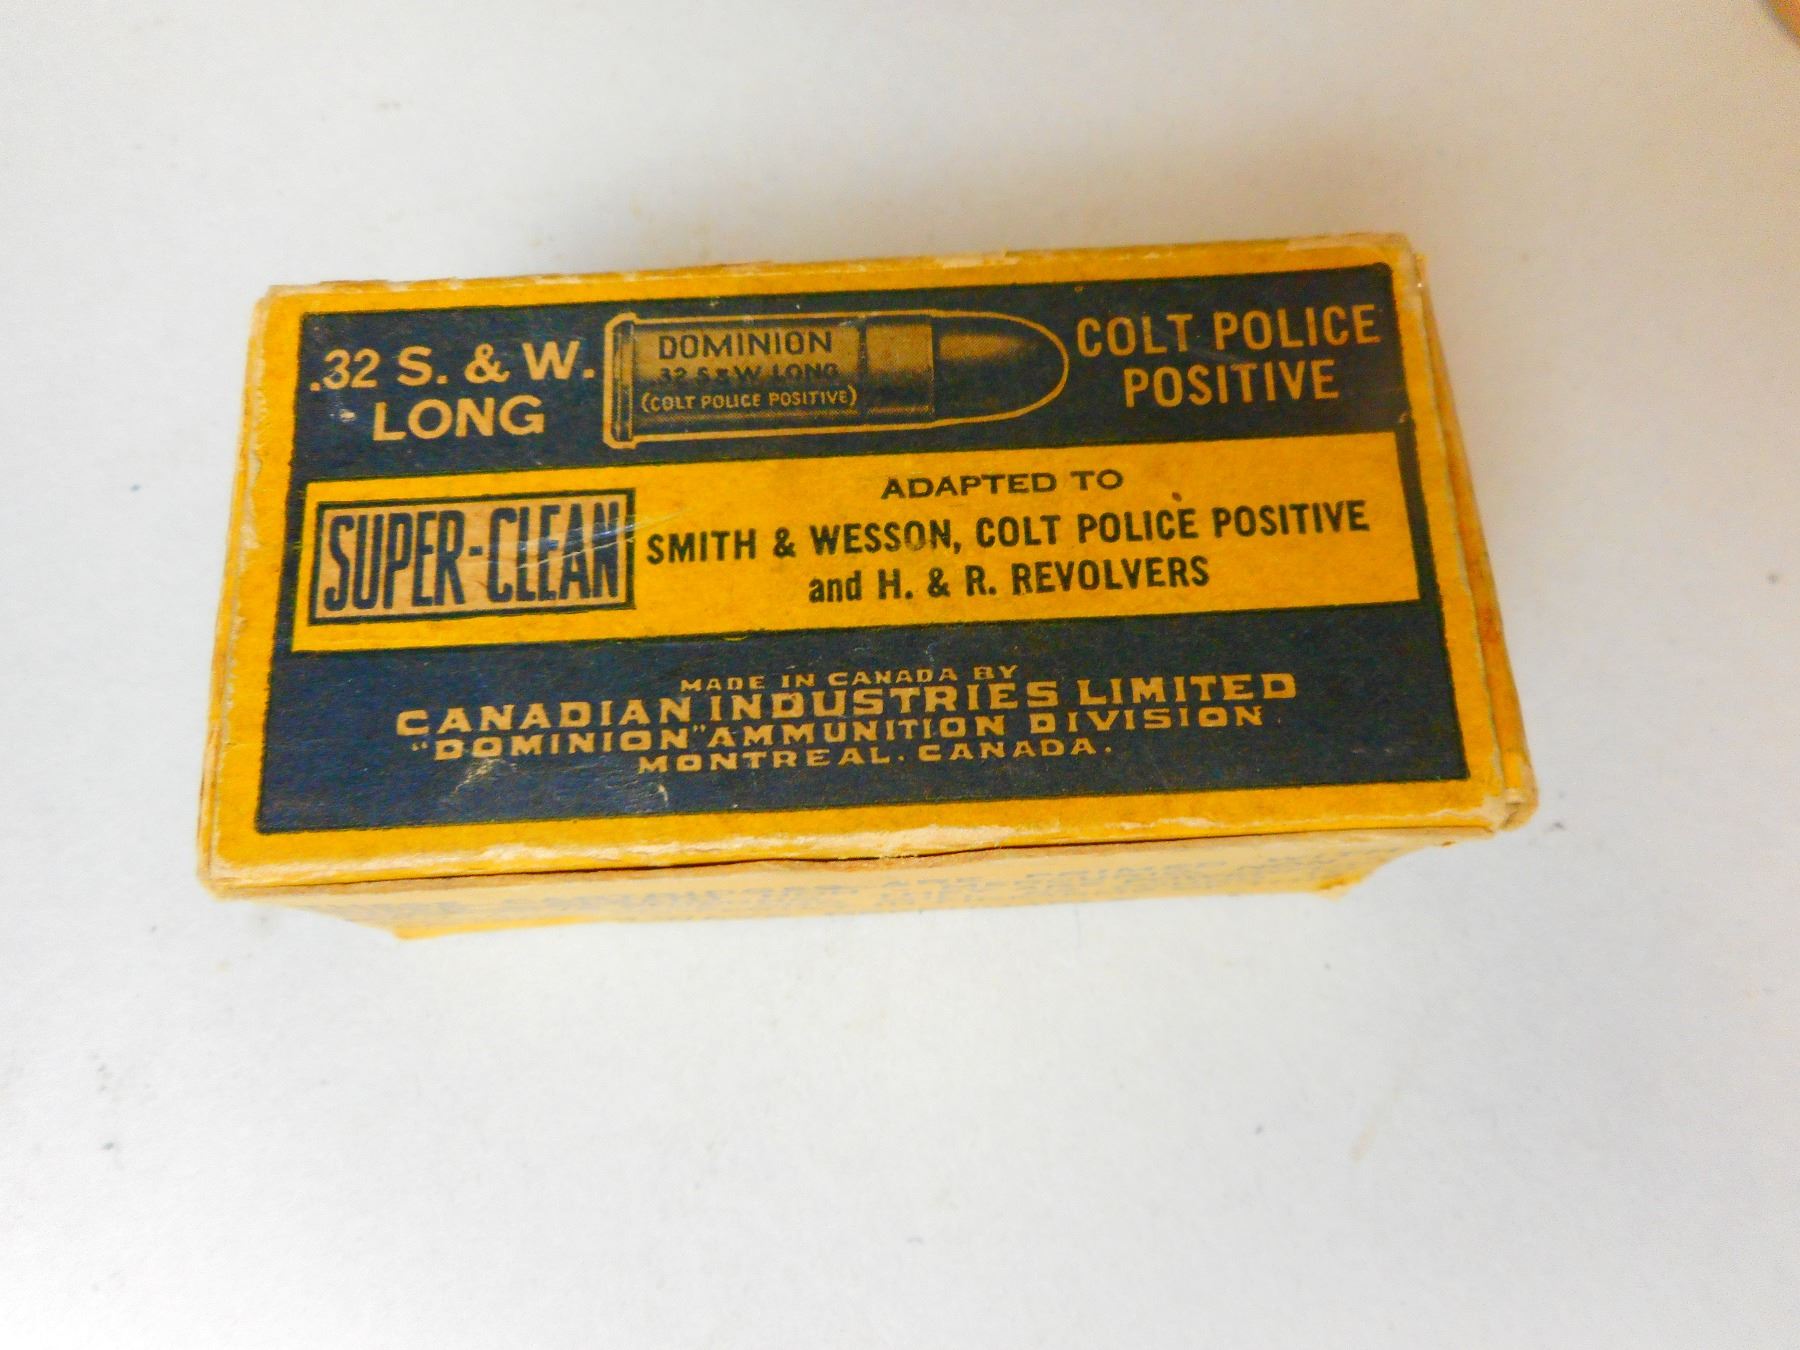 .32 S. & W.
LONG
DOMINION
.32 S & W. LONG
(COLT POLICE POSITIVE)
COLT POLICE
POSITIVE
SUPER-CLEAN
ADAPTED TO
SMITH & WESSON, COLT POLICE POSITIVE
and H. & R. REVOLVERS
MADE IN CANADA BY
CANADIAN INDUSTRIES LIMITED
"DOMINION" AMMUNITION DIVISION
MONTREAL. CANADA.